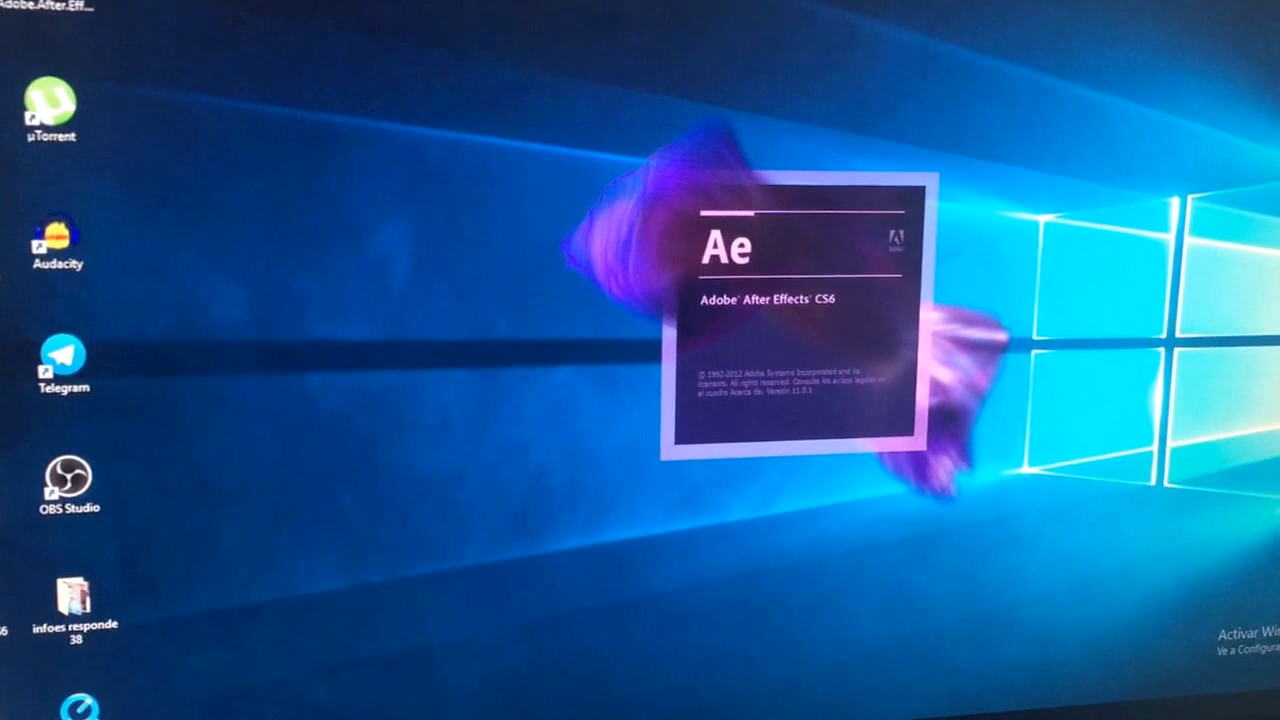 Adobe.After.Eff...
µTorrent
Audacity
Telegram
OBS Studio
infoes responde
38
Ae
Adobe
Adobe® After Effects® CS6
© 1992-2012 Adobe Systems Incorporated and its
licensors. All rights reserved. Consulte los avisos legales en
el cuadro Acerca de. Versión 11.0.1
Activar Wi
Ve a Configura